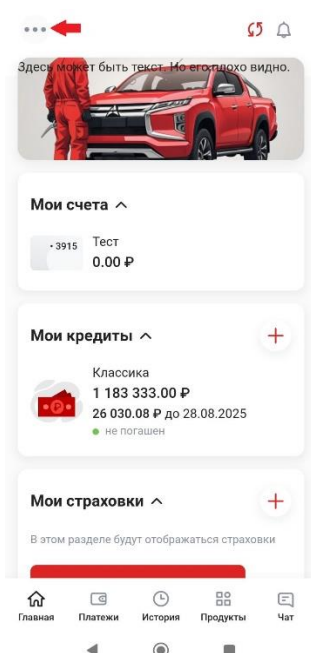 Здесь может быть текст. Но его плохо видно.
Мои счета
• 3915
Тест
0.00 ₽
Мои кредиты
Классика
1 183 333.00 ₽
26 030.08 ₽ до 28.08.2025
не погашен
Мои страховки
В этом разделе будут отображаться страховки
Главная
Платежи
История
Продукты
Чат